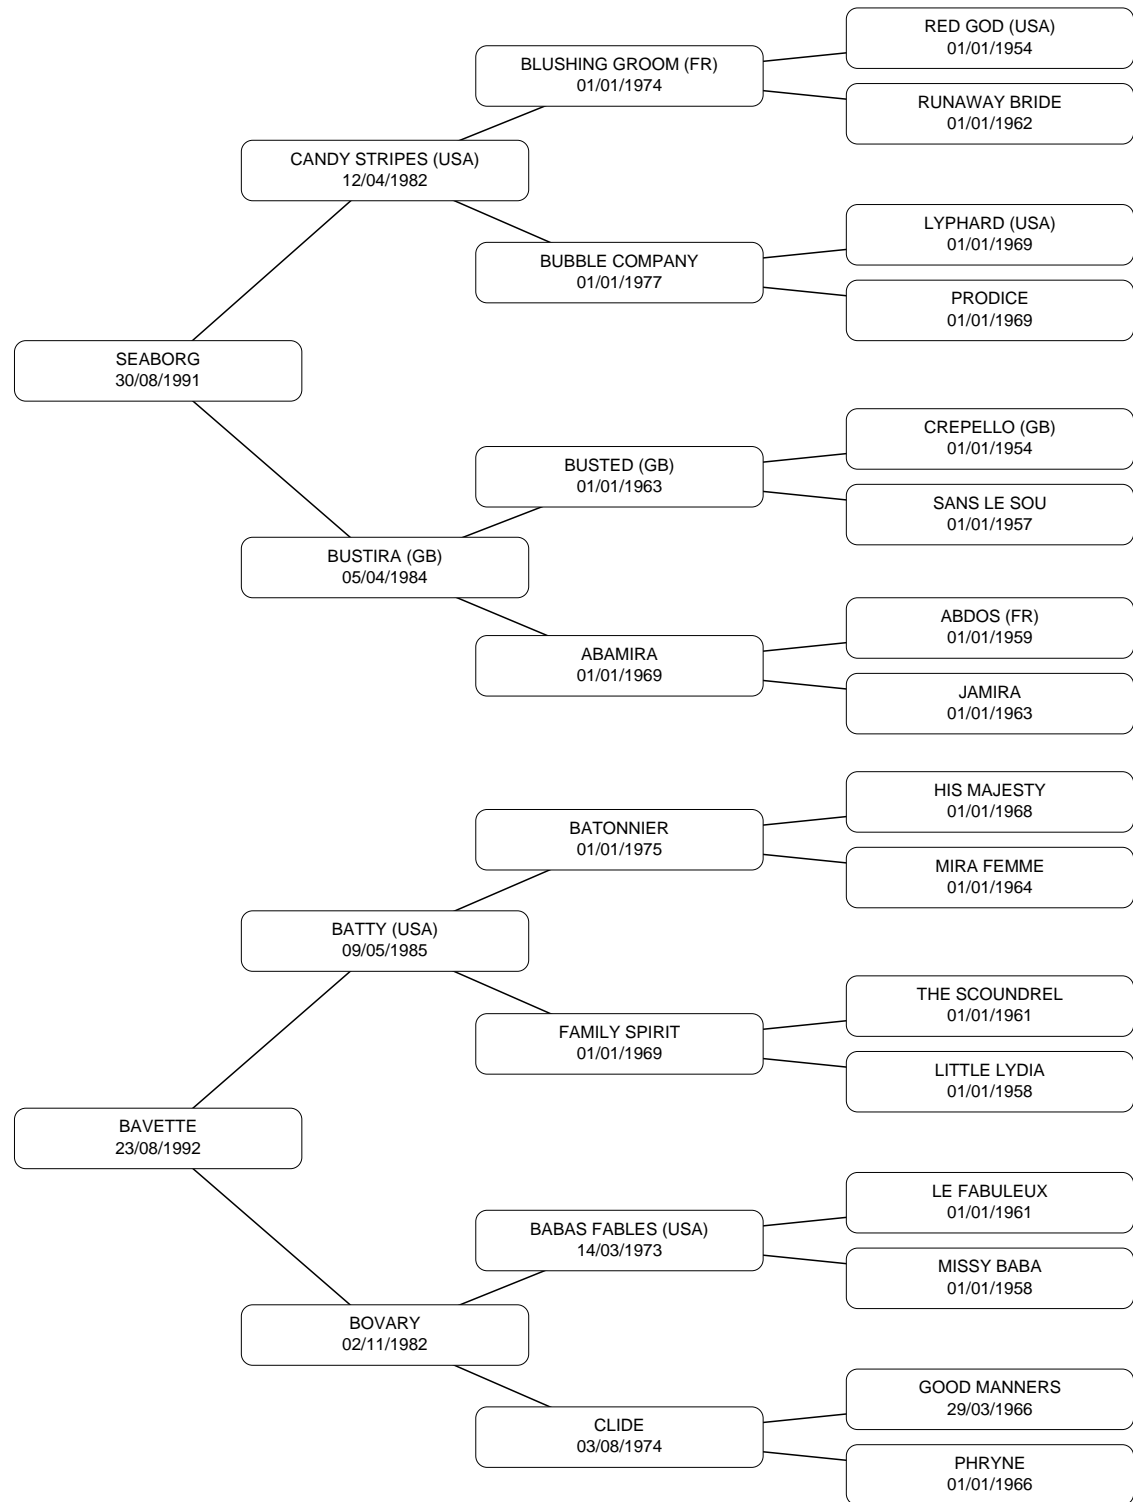 RED GOD (USA)
01/01/1954
BLUSHING GROOM (FR)
01/01/1974
RUNAWAY BRIDE
01/01/1962
CANDY STRIPES (USA)
12/04/1982
LYPHARD (USA)
01/01/1969
BUBBLE COMPANY
01/01/1977
PRODICE
01/01/1969
SEABORG
30/08/1991
CREPELLO (GB)
01/01/1954
BUSTED (GB)
01/01/1963
SANS LE SOU
01/01/1957
BUSTIRA (GB)
05/04/1984
ABDOS (FR)
01/01/1959
ABAMIRA
01/01/1969
JAMIRA
01/01/1963
HIS MAJESTY
01/01/1968
BATONNIER
01/01/1975
MIRA FEMME
01/01/1964
BATTY (USA)
09/05/1985
THE SCOUNDREL
01/01/1961
FAMILY SPIRIT
01/01/1969
LITTLE LYDIA
01/01/1958
BAVETTE
23/08/1992
LE FABULEUX
01/01/1961
BABAS FABLES (USA)
14/03/1973
MISSY BABA
01/01/1958
BOVARY
02/11/1982
GOOD MANNERS
29/03/1966
CLIDE
03/08/1974
PHRYNE
01/01/1966